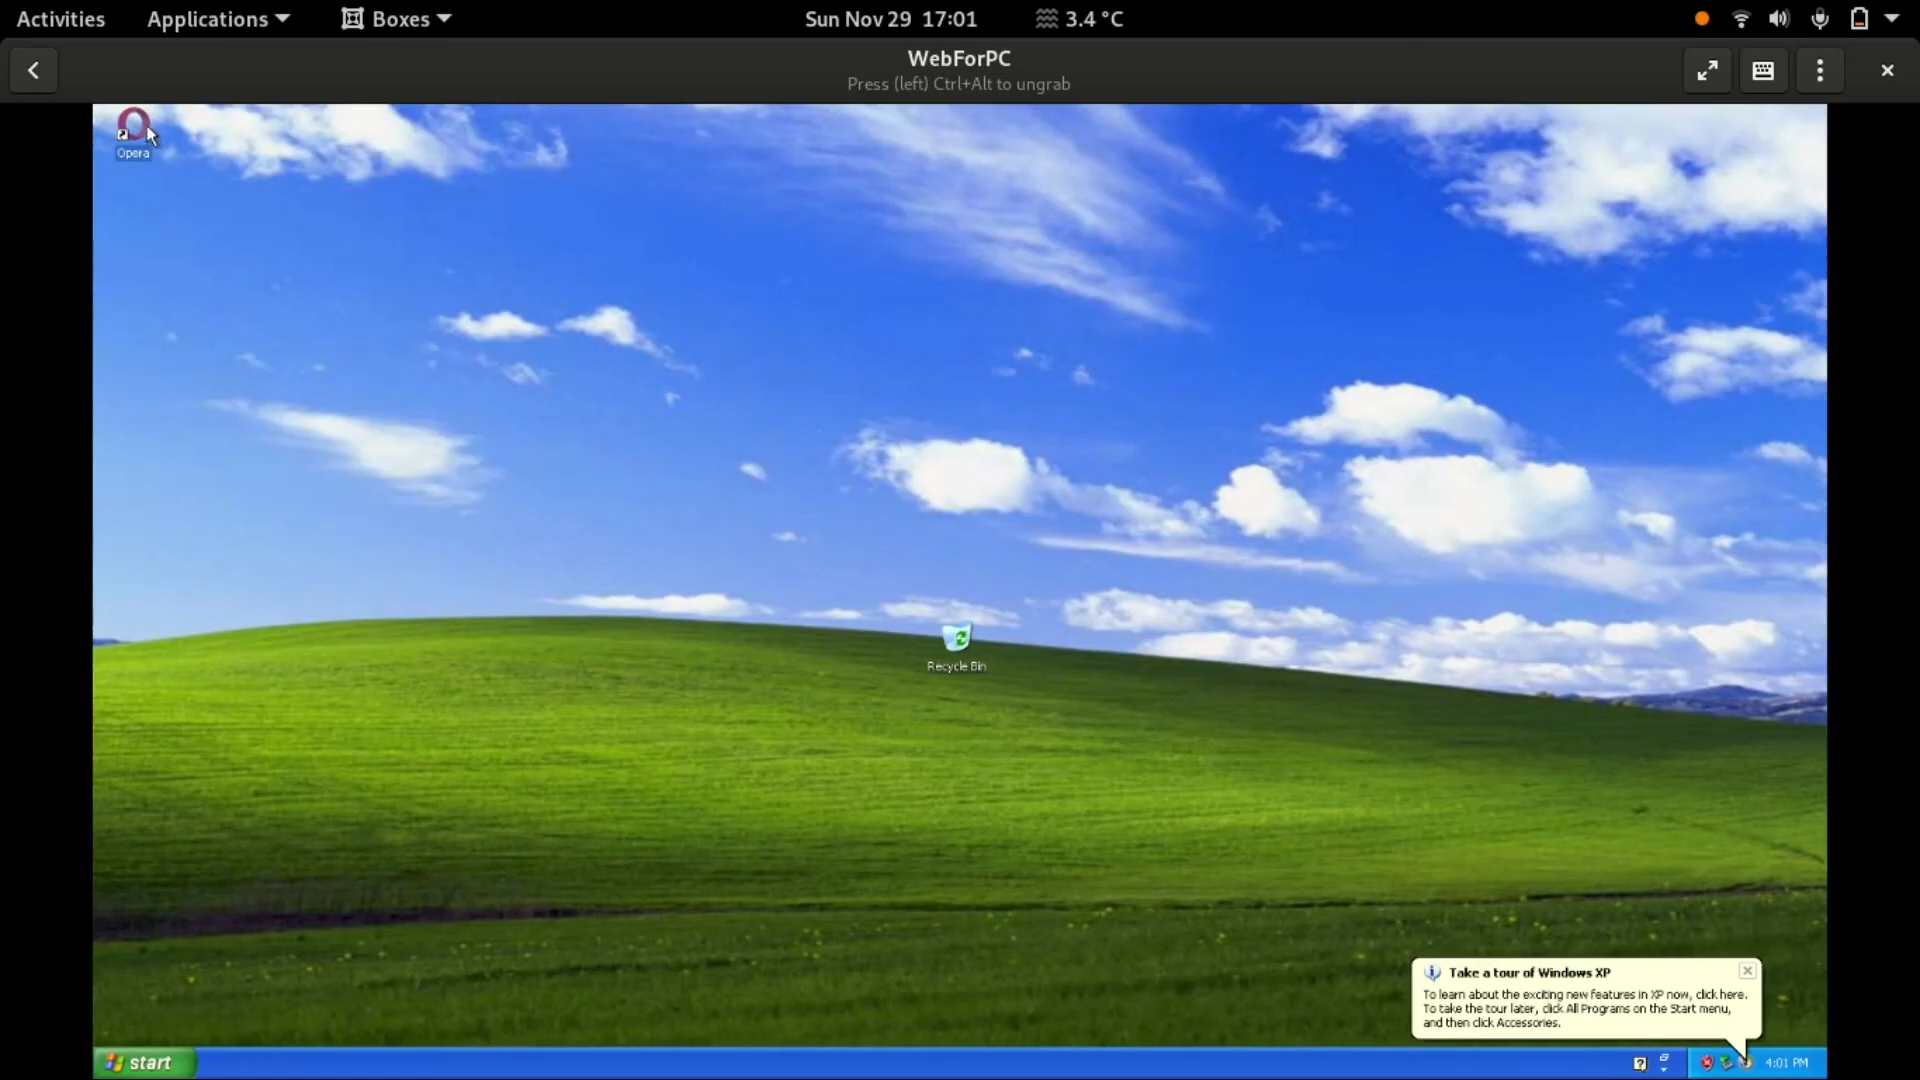 Activities Applications Boxes Sun Nov 29 17:01 3.4 °C
WebForPC
Press (left) Ctrl+Alt to ungrab
Opera
Recycle Bin
Take a tour of Windows XP
To learn about the exciting new features in XP now, click here.
To take the tour later, click All Programs on the Start menu,
and then click Accessories.
start 4:01 PM